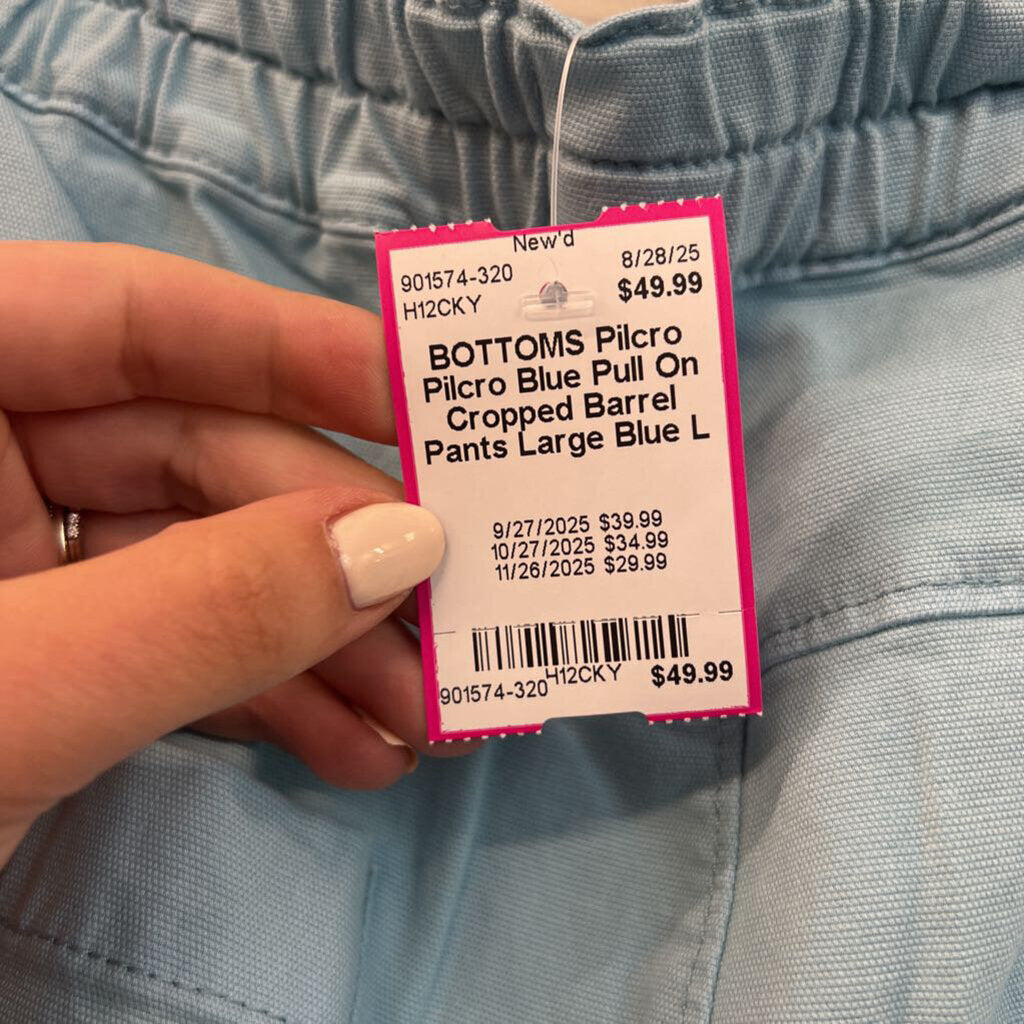 New'd
901574-320 8/28/25
H12CKY $49.99
BOTTOMS Pilcro
Pilcro Blue Pull On
Cropped Barrel
Pants Large Blue L
9/27/2025 $39.99
10/27/2025 $34.99
11/26/2025 $29.99
901574-320 H12CKY $49.99